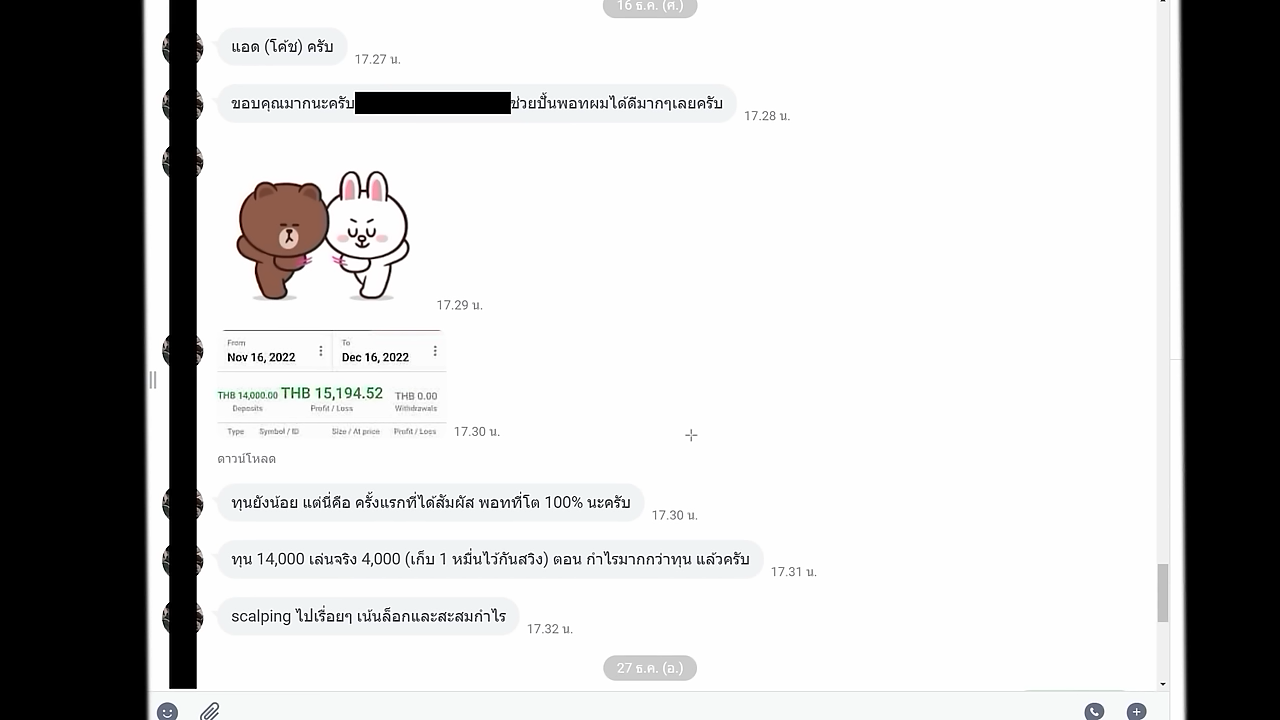 16 ธ.ค. (ศ.)
แอด (โค้ช) ครับ
17.27 น.
ขอบคุณมากนะครับ ช่วยปั้นพอทผมได้ดีมากๆเลยครับ
17.28 น.
17.29 น.
From
Nov 16, 2022
To
Dec 16, 2022
THB 14,000.00 THB 15,194.52 THB 0.00
Deposits Profit / Loss Withdrawals
Type Symbol / ID Size / At price Profit / Loss
17.30 น.
ดาวน์โหลด
ทุนยังน้อย แต่นี่คือ ครั้งแรกที่ได้สัมผัส พอทที่โต 100% นะครับ
17.30 น.
ทุน 14,000 เล่นจริง 4,000 (เก็บ 1 หมื่นไว้กันสวิง) ตอน กำไรมากกว่าทุน แล้วครับ
17.31 น.
scalping ไปเรื่อยๆ เน้นล็อกและสะสมกำไร
17.32 น.
27 ธ.ค. (อ.)